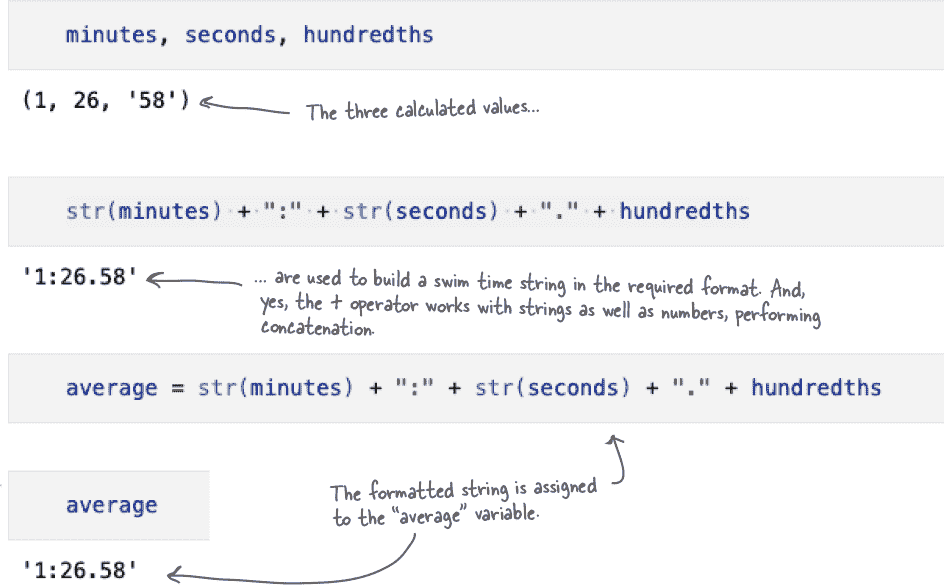 minutes, seconds, hundredths
(1, 26, '58')
The three calculated values...
str(minutes) + ":" + str(seconds) + "." + hundredths
'1:26.58'
... are used to build a swim time string in the required format. And,
yes, the + operator works with strings as well as numbers, performing
concatenation.
average = str(minutes) + ":" + str(seconds) + "." + hundredths
The formatted string is assigned
to the “average” variable.
average
'1:26.58'